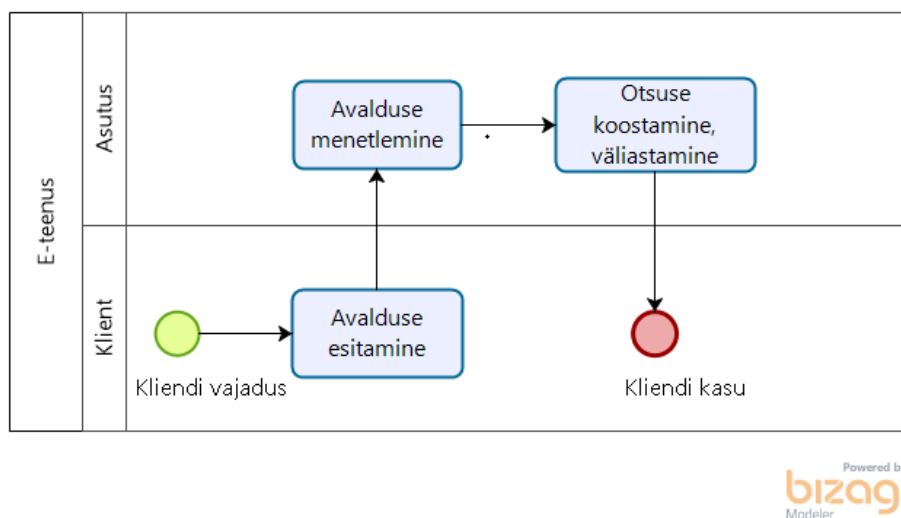 E-teenus
Asutus
Avalduse
menetlemine
Otsuse
koostamine,
väliastamine
Klient
Kliendi vajadus
Avalduse
esitamine
Kliendi kasu
Powered b
bizag
Modeler